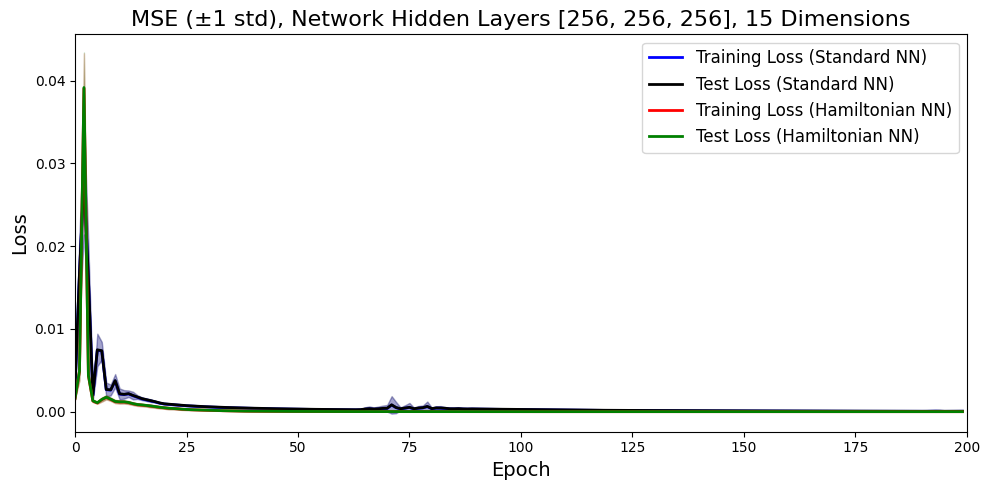 MSE (±1 std), Network Hidden Layers [256, 256, 256], 15 Dimensions
Training Loss (Standard NN)
Test Loss (Standard NN)
Training Loss (Hamiltonian NN)
Test Loss (Hamiltonian NN)
Loss
0.04
0.03
0.02
0.01
0.00
0 25 50 75 100 125 150 175 200
Epoch